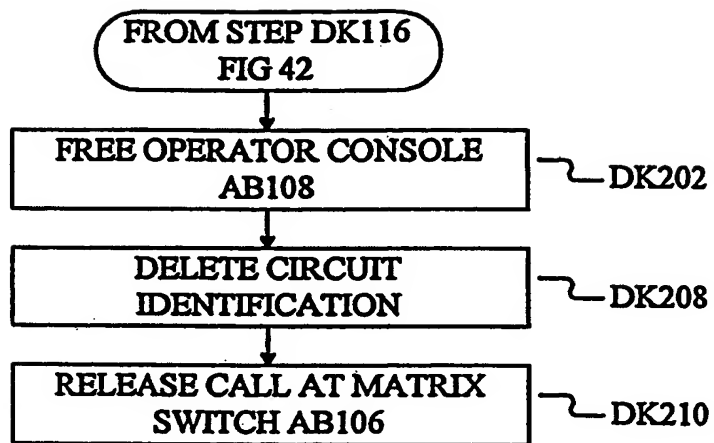 FROM STEP DK116
FIG 42
FREE OPERATOR CONSOLE
AB108
DK202
DELETE CIRCUIT
IDENTIFICATION
DK208
RELEASE CALL AT MATRIX
SWITCH AB106
DK210